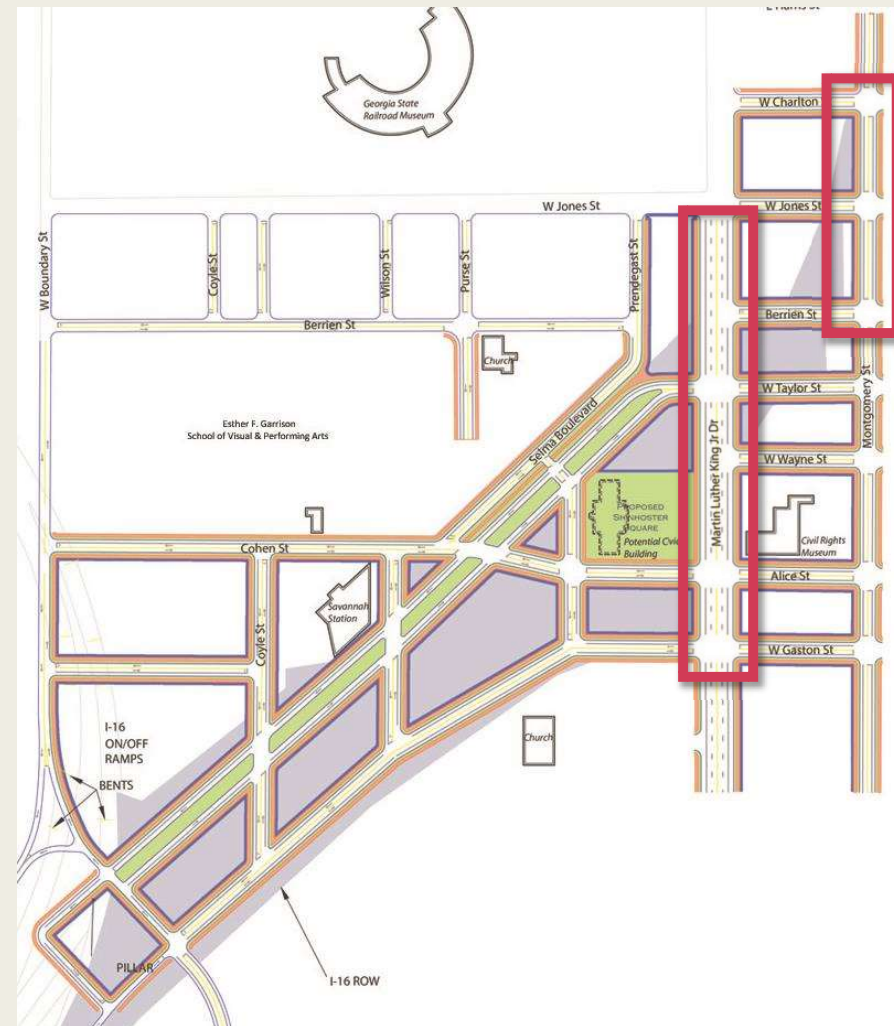 E Harris St
Georgia State
Railroad Museum
W Charlton
W Jones St
W Jones St
W Boundary St
Coyle St
Wilson St
Purse St
Prendegast St
Berrien St
Berrien St
Church
W Taylor St
Montgomery St
Selma Boulevard
Esther F. Garrison
School of Visual & Performing Arts
Martin Luther King Jr Dr
W Wayne St
PROPOSED
SHINHOSTER
SQUARE
Potential Civic
Building
Civil Rights
Museum
Cohen St
Alice St
Savannah
Station
Coyle St
W Gaston St
I-16
ON/OFF
RAMPS
BENTS
Church
PILLAR
I-16 ROW